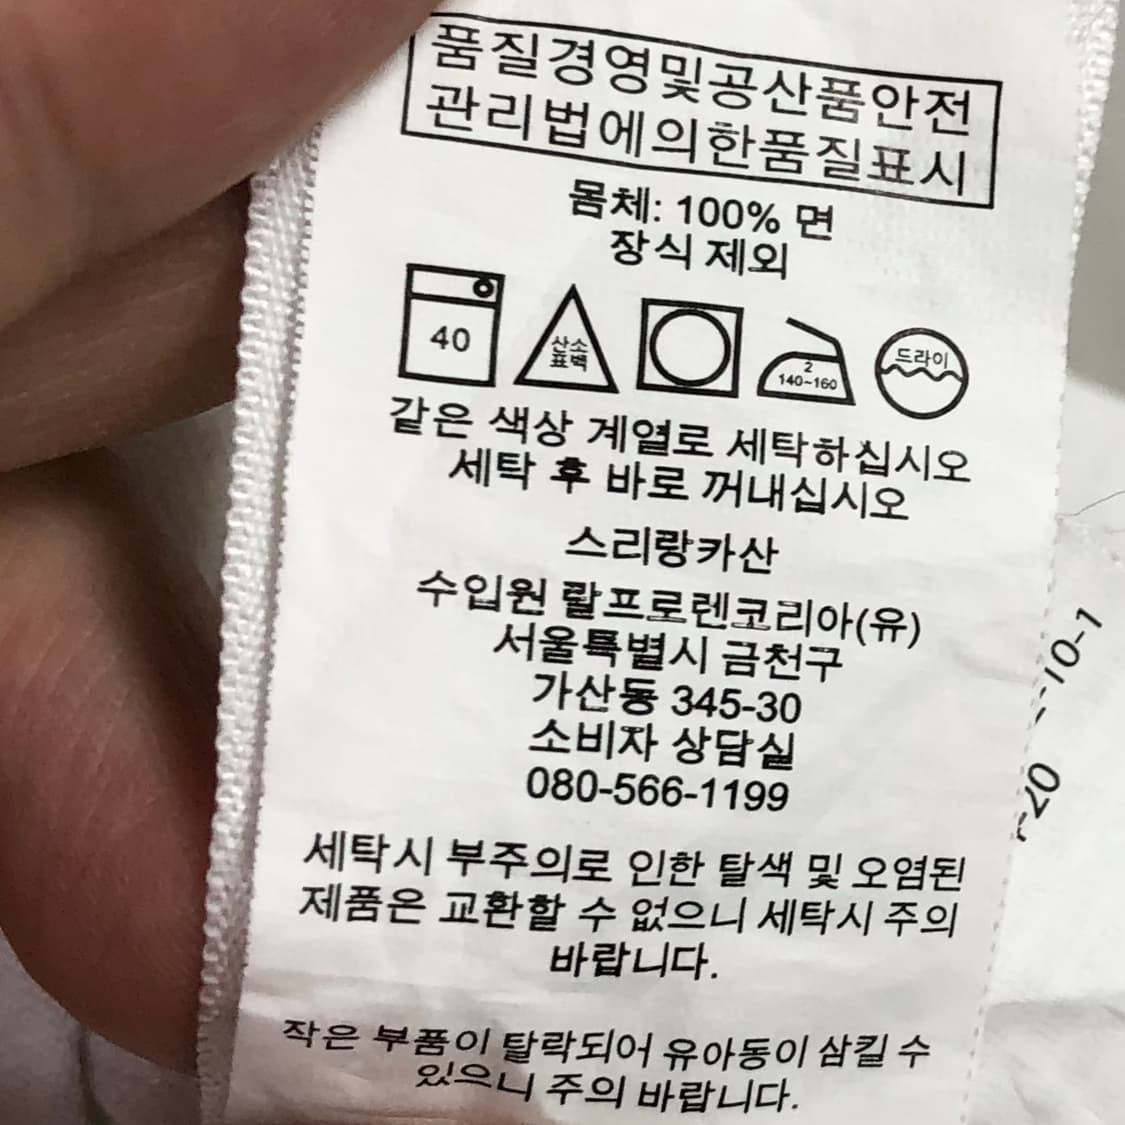 품질경영및공산품안전
관리법에의한품질표시
몸체: 100% 면
장식 제외
40
산소
표백
2
140~160
드라이
같은 색상 계열로 세탁하십시오
세탁 후 바로 꺼내십시오
스리랑카산
수입원 랄프로렌코리아(유)
서울특별시 금천구
가산동 345-30
소비자 상담실
080-566-1199
세탁시 부주의로 인한 탈색 및 오염된
제품은 교환할 수 없으니 세탁시 주의
바랍니다.
작은 부품이 탈락되어 유아동이 삼킬 수
있으니 주의 바랍니다.